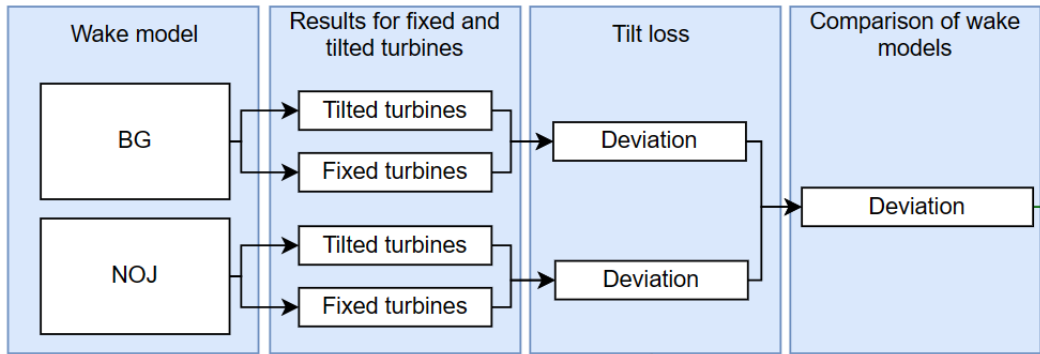 Wake model
Results for fixed and
tilted turbines
Tilt loss
Comparison of wake
models
BG
Tilted turbines
Fixed turbines
Deviation
Deviation
NOJ
Tilted turbines
Fixed turbines
Deviation